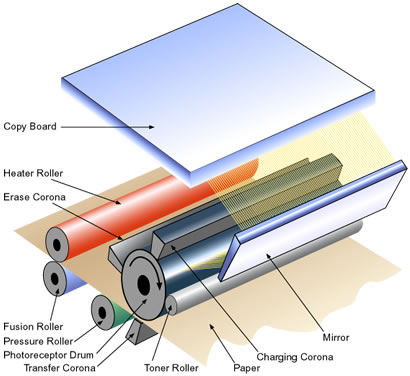 Copy Board
Heater Roller
Erase Corona
Fusion Roller
Pressure Roller
Photoreceptor Drum
Transfer Corona
Toner Roller
Paper
Charging Corona
Mirror